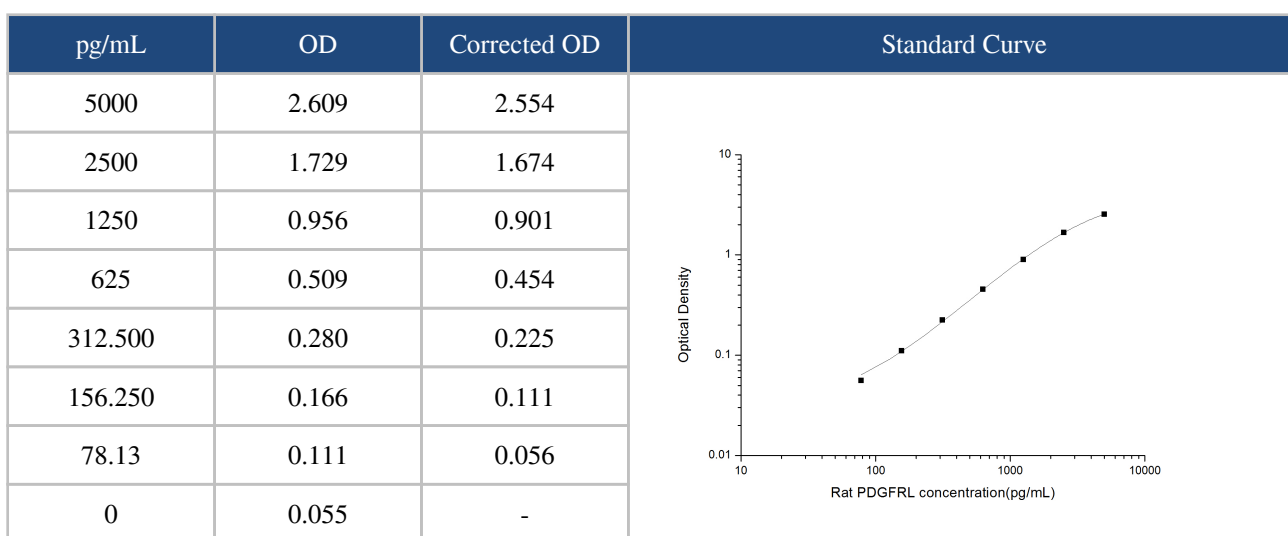 pg/mL OD Corrected OD Standard Curve
5000 2.609 2.554
2500 1.729 1.674
1250 0.956 0.901
625 0.509 0.454
312.500 0.280 0.225
156.250 0.166 0.111
78.13 0.111 0.056
0 0.055 -
10
1
0.1
0.01
Optical Density
10 100 1000 10000
Rat PDGFRL concentration(pg/mL)